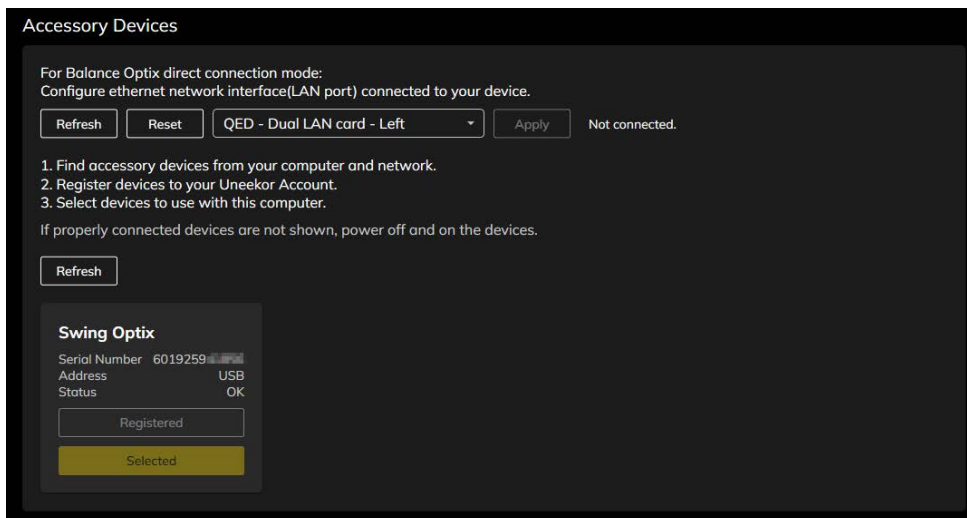 Accessory Devices
For Balance Optix direct connection mode:
Configure ethernet network interface(LAN port) connected to your device.
Refresh Reset QED - Dual LAN card - Left Apply Not connected.
1. Find accessory devices from your computer and network.
2. Register devices to your Uneekor Account.
3. Select devices to use with this computer.
If properly connected devices are not shown, power off and on the devices.
Refresh
Swing Optix
Serial Number 6019259
Address USB
Status OK
Registered
Selected